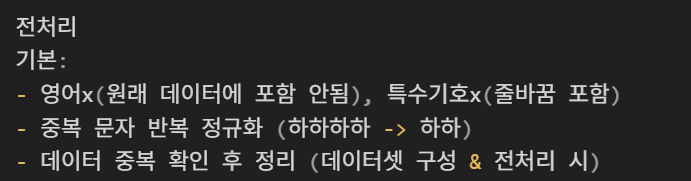 전처리
기본:
- 영어x(원래 데이터에 포함 안됨), 특수기호x(줄바꿈 포함)
- 중복 문자 반복 정규화 (하하하하 -> 하하)
- 데이터 중복 확인 후 정리 (데이터셋 구성 & 전처리 시)